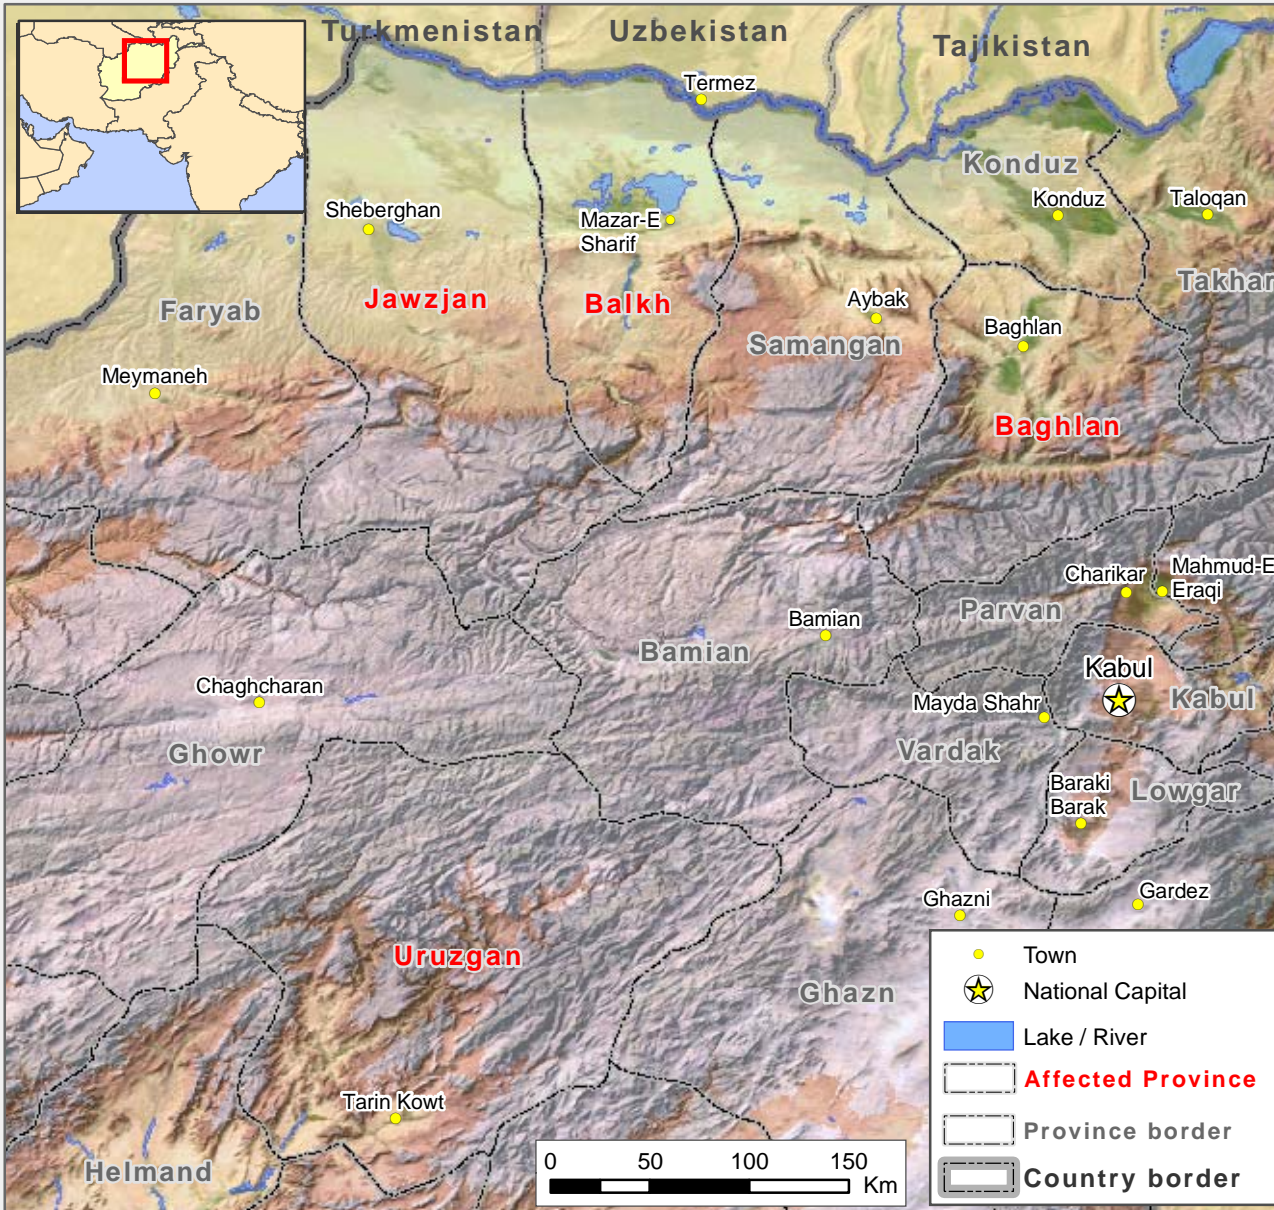 Turkmenistan
Uzbekistan
Tajikistan
Termez
Konduz
Konduz
Taloqan
Sheberghan
Mazar-E
Sharif
Takhar
Jawzjan
Balkh
Aybak
Faryab
Baghlan
Samangan
Meymaneh
Baghlan
Charikar
Mahmud-E
Eraqi
Parvan
Bamian
Bamian
Kabul
Chaghcharan
Mayda Shahr
Kabul
Ghowr
Vardak
Baraki
Barak
Lowgar
Ghazni
Gardez
Uruzgan
Ghazn
Tarin Kowt
Helmand
Town
National Capital
Lake / River
Affected Province
Province border
Country border
0 50 100 150
Km